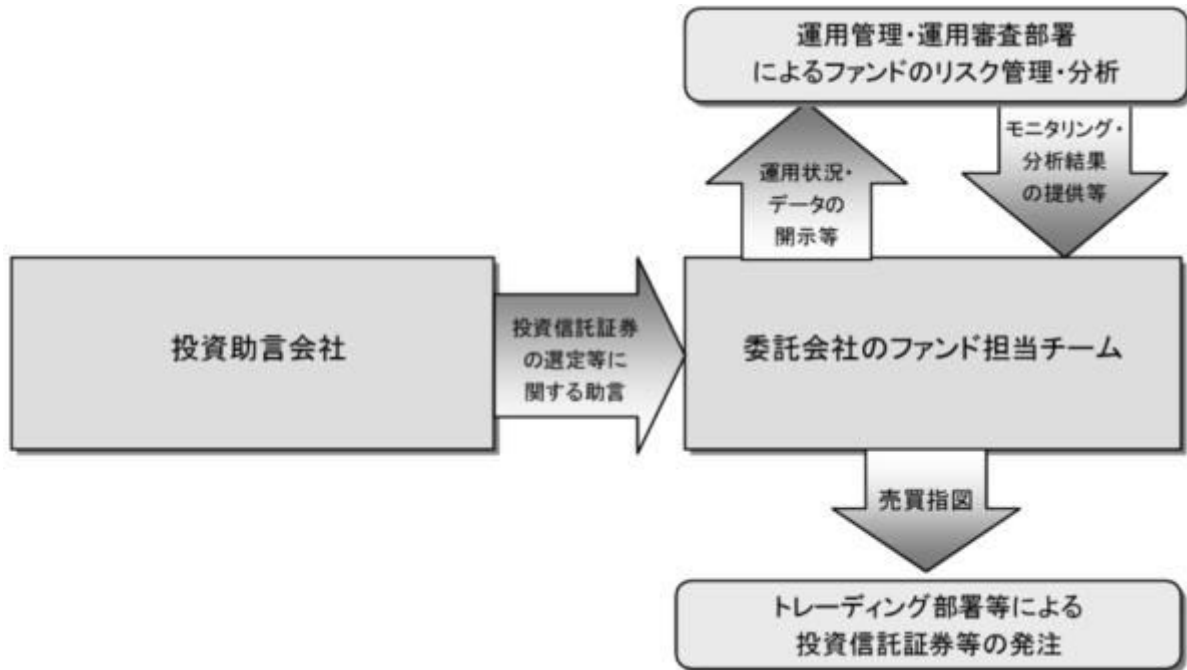 運用管理・運用審査部署
によるファンドのリスク管理・分析
運用状況・
データの
開示等
モニタリング・
分析結果
の提供等
投資助言会社
投資信託証券
の選定等に
関する助言
委託会社のファンド担当チーム
売買指図
トレーディング部署等による
投資信託証券等の発注